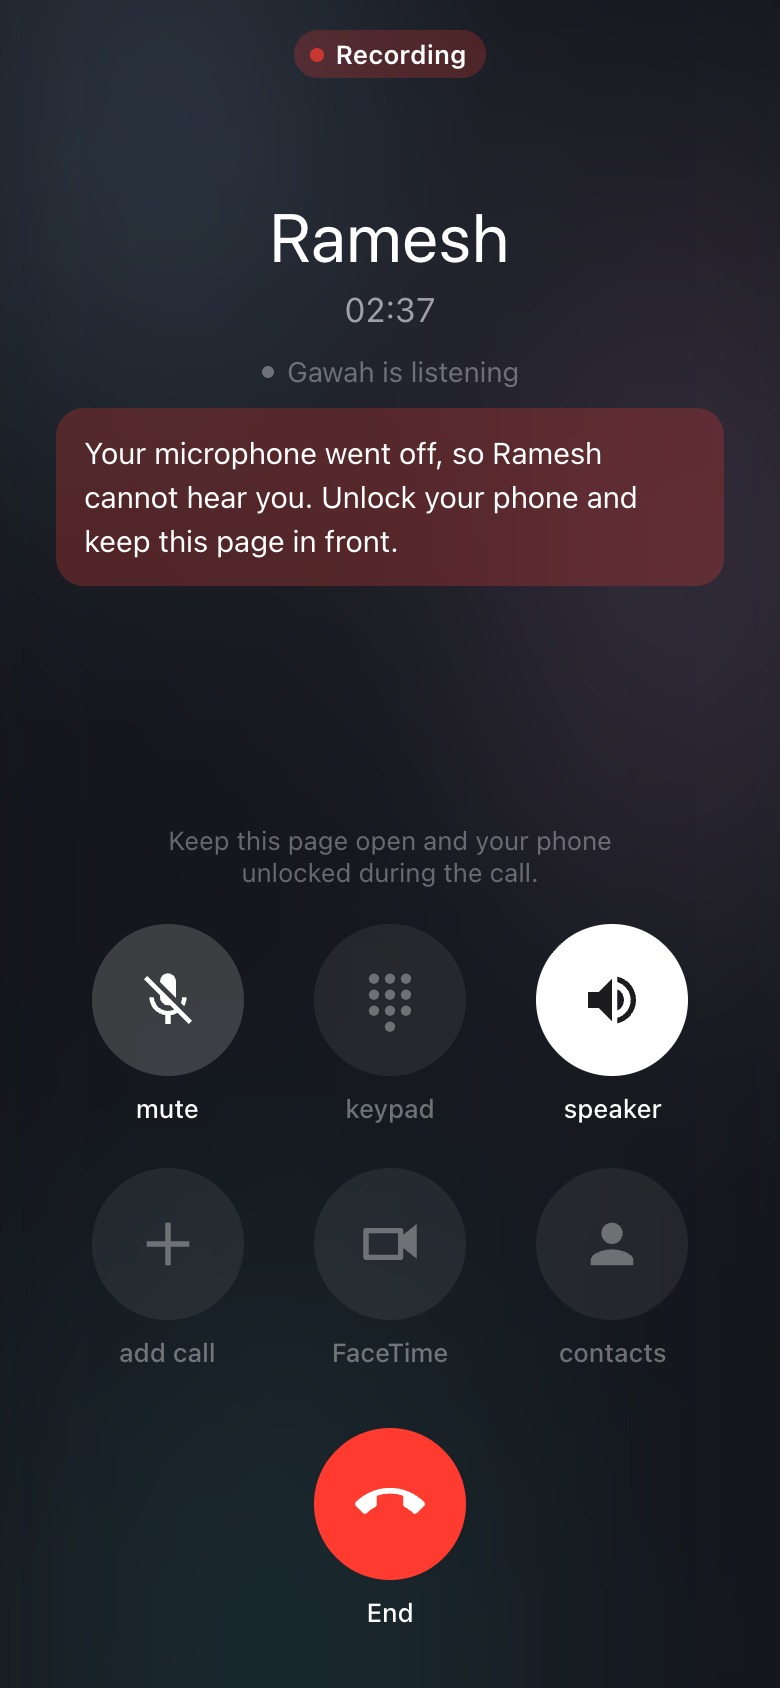 Recording
Ramesh
02:37
Gawah is listening
Your microphone went off, so Ramesh
cannot hear you. Unlock your phone and
keep this page in front.
Keep this page open and your phone
unlocked during the call.
mute
keypad
speaker
add call
FaceTime
contacts
End